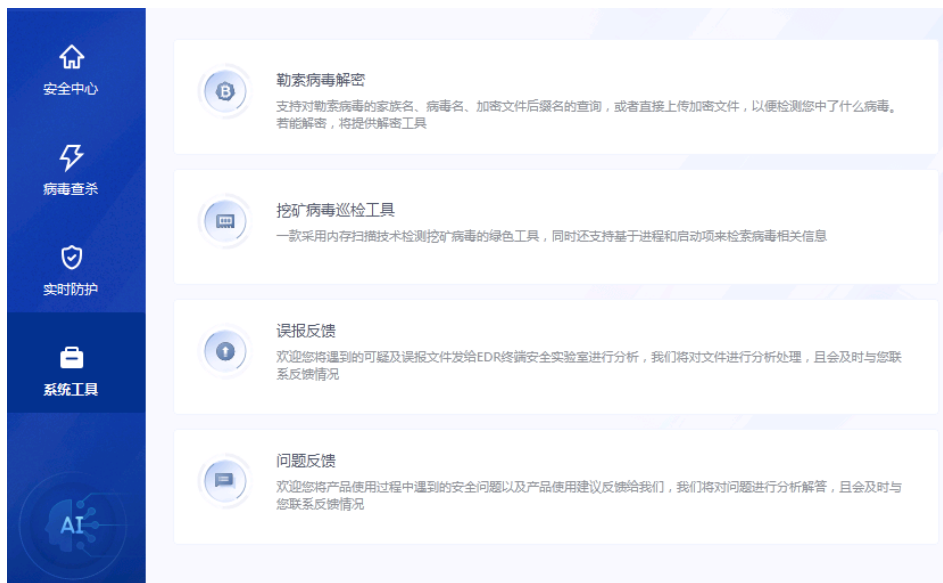 安全中心
病毒查杀
实时防护
系统工具
AI
勒索病毒解密
支持对勒索病毒的家族名、病毒名、加密文件后缀名的查询，或者直接上传加密文件，以便检测您中了什么病毒。
若能解密，将提供解密工具
挖矿病毒巡检工具
一款采用内存扫描技术检测挖矿病毒的绿色工具，同时还支持基于进程和启动项来检索病毒相关信息
误报反馈
欢迎您将遇到的可疑及误报文件发给EDR终端安全实验室进行分析，我们将对文件进行分析处理，且会及时与您联
系反馈情况
问题反馈
欢迎您将产品使用过程中遇到的安全问题以及产品使用建议反馈给我们，我们将对问题进行分析解答，且会及时与
您联系反馈情况